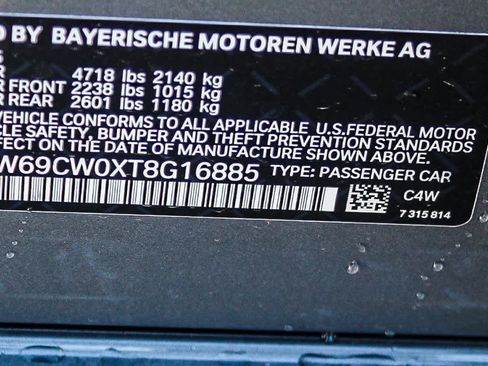 BY BAYERISCHE MOTOREN WERKE AG
4718 lbs 2140 kg
FRONT 2238 lbs 1015 kg
REAR 2601 lbs 1180 kg
VEHICLE CONFORMS TO ALL APPLICABLE U.S.FEDERAL MOTOR
SAFETY, BUMPER AND THEFT PREVENTION STANDARDS
EFFECT ON THE DATE OF MANUFACTURE SHOWN ABOVE.
W69CW0XT8G16885 TYPE: PASSENGER CAR
C4W
7 315 814